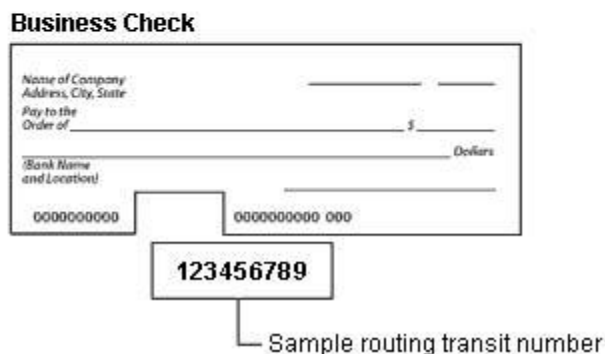 Business Check
Name of Company
Address, City, State
Pay to the
Order of $
Dollars
(Bank Name
and Location)
0000000000 0000000000 000
123456789
Sample routing transit number